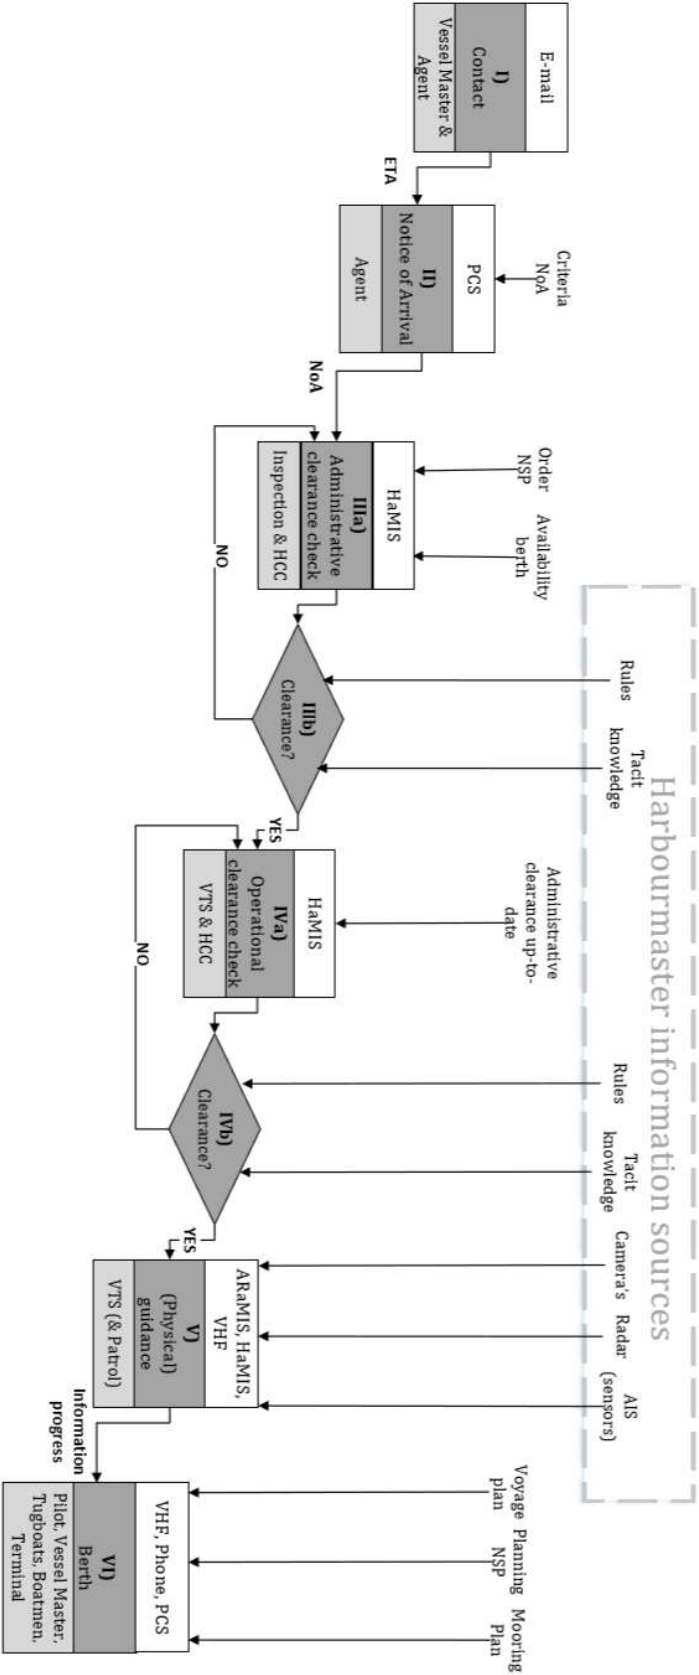 Harbourmaster information sources
E-mail
I)
Contact
Vessel Master &
Agent
ETA
Criteria
NoA
PCS
II)
Notice of Arrival
Agent
NoA
Order
NSP
Availability
berth
HaMIS
IIIa)
Administrative
clearance check
Inspection & HCC
NO
Rules
Tacit
knowledge
IIIb)
Clearance?
YES
Administrative
clearance up-to-
date
HaMIS
IVa)
Operational
clearance check
VTS & HCC
NO
Rules
Tacit
knowledge
IVb)
Clearance?
YES
Camera's
Radar
AIS
(sensors)
ARaMIS, HaMIS,
VHF
V)
(Physical)
guidance
VTS (& Patrol)
Information
progress
Voyage
plan
Planning
NSP
Mooring
Plan
VHF, Phone, PCS
VI)
Berth
Pilot, Vessel Master,
Tugboats, Boatmen,
Terminal